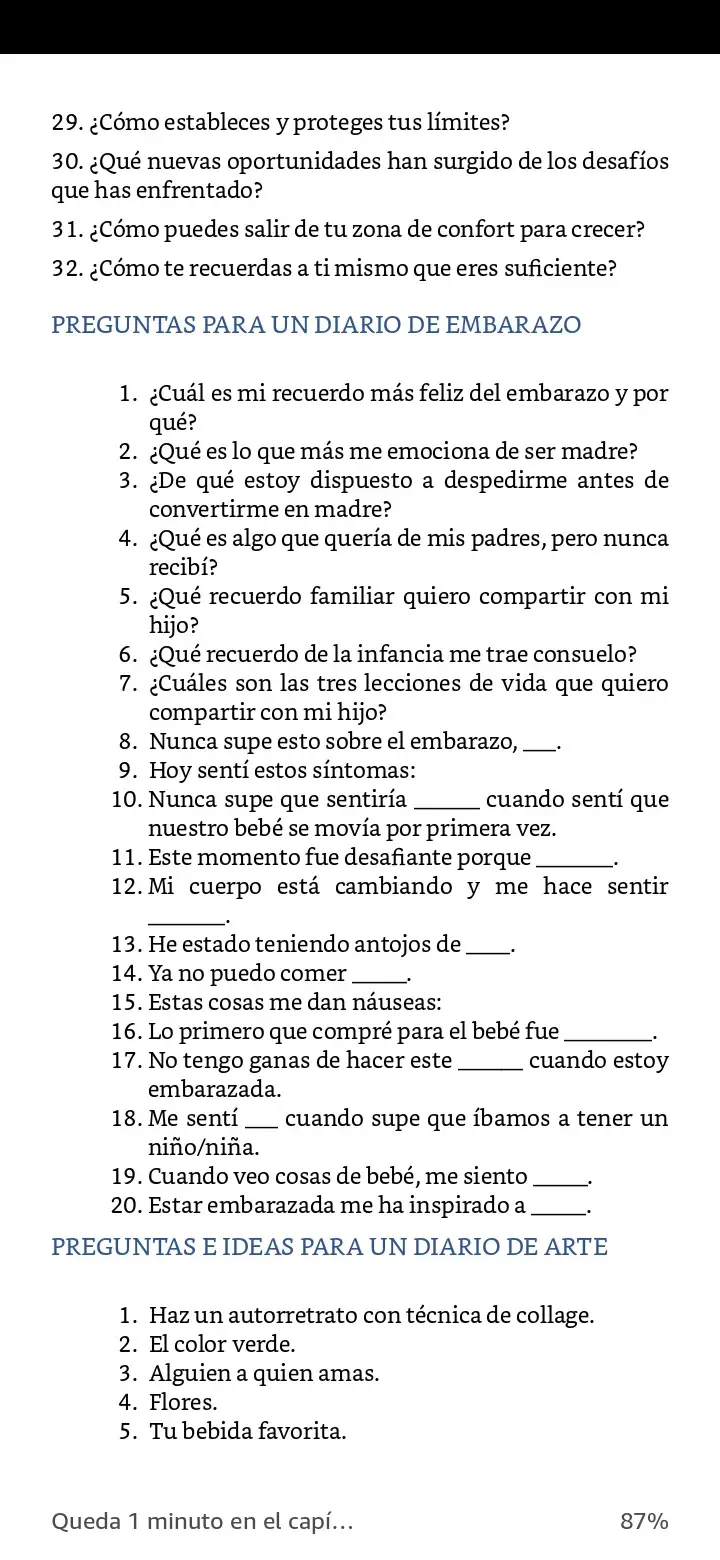 29. ¿Cómo estableces y proteges tus límites?
30. ¿Qué nuevas oportunidades han surgido de los desafíos
que has enfrentado?
31. ¿Cómo puedes salir de tu zona de confort para crecer?
32. ¿Cómo te recuerdas a ti mismo que eres suficiente?
PREGUNTAS PARA UN DIARIO DE EMBARAZO
1. ¿Cuál es mi recuerdo más feliz del embarazo y por
qué?
2. ¿Qué es lo que más me emociona de ser madre?
3. ¿De qué estoy dispuesto a despedirme antes de
convertirme en madre?
4. ¿Qué es algo que quería de mis padres, pero nunca
recibí?
5. ¿Qué recuerdo familiar quiero compartir con mi
hijo?
6. ¿Qué recuerdo de la infancia me trae consuelo?
7. ¿Cuáles son las tres lecciones de vida que quiero
compartir con mi hijo?
8. Nunca supe esto sobre el embarazo, ___.
9. Hoy sentí estos síntomas:
10. Nunca supe que sentiría ______ cuando sentí que
nuestro bebé se movía por primera vez.
11. Este momento fue desafiante porque _______.
12. Mi cuerpo está cambiando y me hace sentir
_______.
13. He estado teniendo antojos de ____.
14. Ya no puedo comer _____.
15. Estas cosas me dan náuseas:
16. Lo primero que compré para el bebé fue ________.
17. No tengo ganas de hacer este ______ cuando estoy
embarazada.
18. Me sentí ___ cuando supe que íbamos a tener un
niño/niña.
19. Cuando veo cosas de bebé, me siento _____.
20. Estar embarazada me ha inspirado a _____.
PREGUNTAS E IDEAS PARA UN DIARIO DE ARTE
1. Haz un autorretrato con técnica de collage.
2. El color verde.
3. Alguien a quien amas.
4. Flores.
5. Tu bebida favorita.
Queda 1 minuto en el capí... 87%